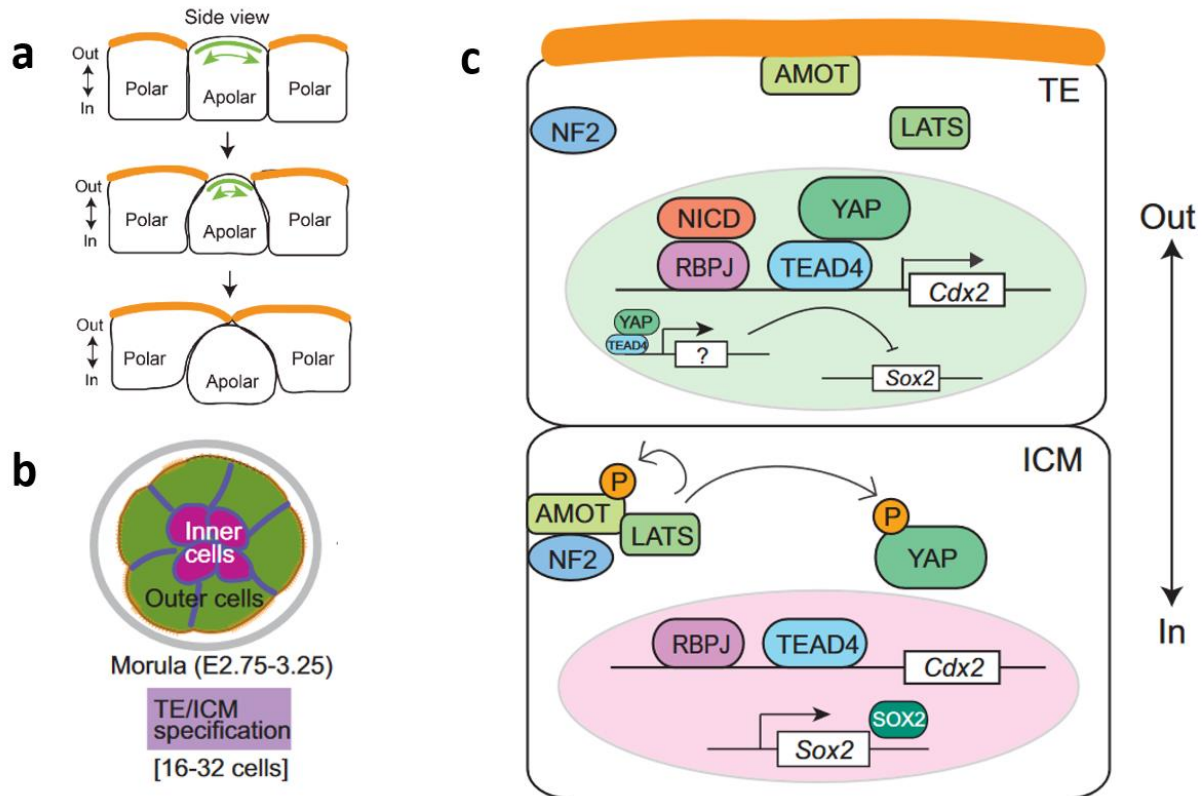 a
Side view
Out
In
Polar
Apolar
Polar
Out
In
Polar
Apolar
Polar
Out
In
Polar
Apolar
Polar
b
Inner
cells
Outer cells
Morula (E2.75-3.25)
TE/ICM
specification
[16-32 cells]
c
AMOT
TE
NF2
LATS
NICD
YAP
RBPJ
TEAD4
Cdx2
YAP
TEAD4
?
Sox2
ICM
P
AMOT
LATS
NF2
P
YAP
RBPJ
TEAD4
Cdx2
SOX2
Sox2
Out
In